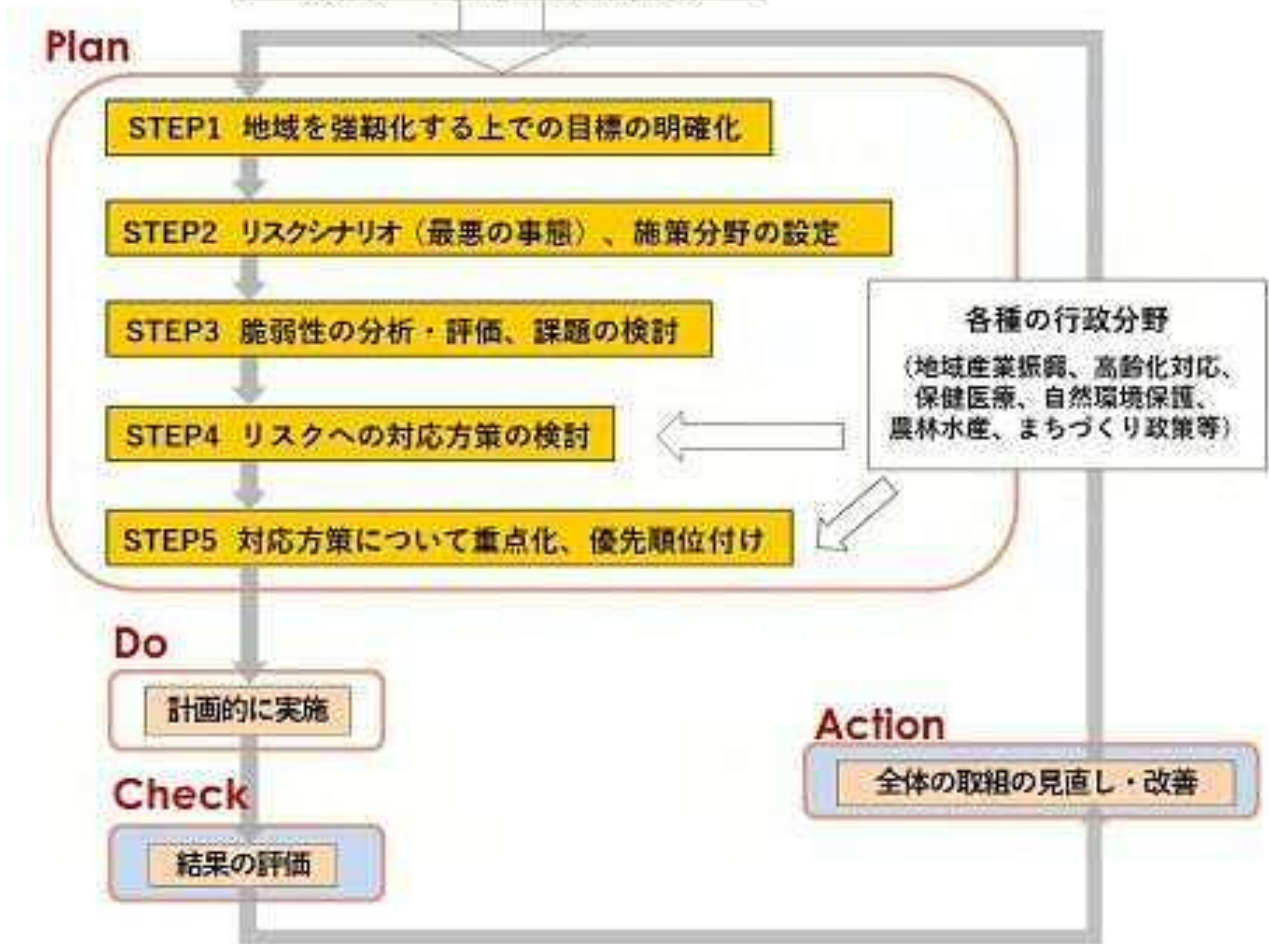 Plan
STEP1 地域を強靱化する上での目標の明確化
STEP2 リスクシナリオ（最悪の事態）、施策分野の設定
STEP3 脆弱性の分析・評価、課題の検討
各種の行政分野
（地域産業振興、高齢化対応、
保健医療、自然環境保護、
農林水産、まちづくり政策等）
STEP4 リスクへの対応方策の検討
STEP5 対応方策について重点化、優先順位付け
Do
計画的に実施
Action
全体の取組の見直し・改善
Check
結果の評価